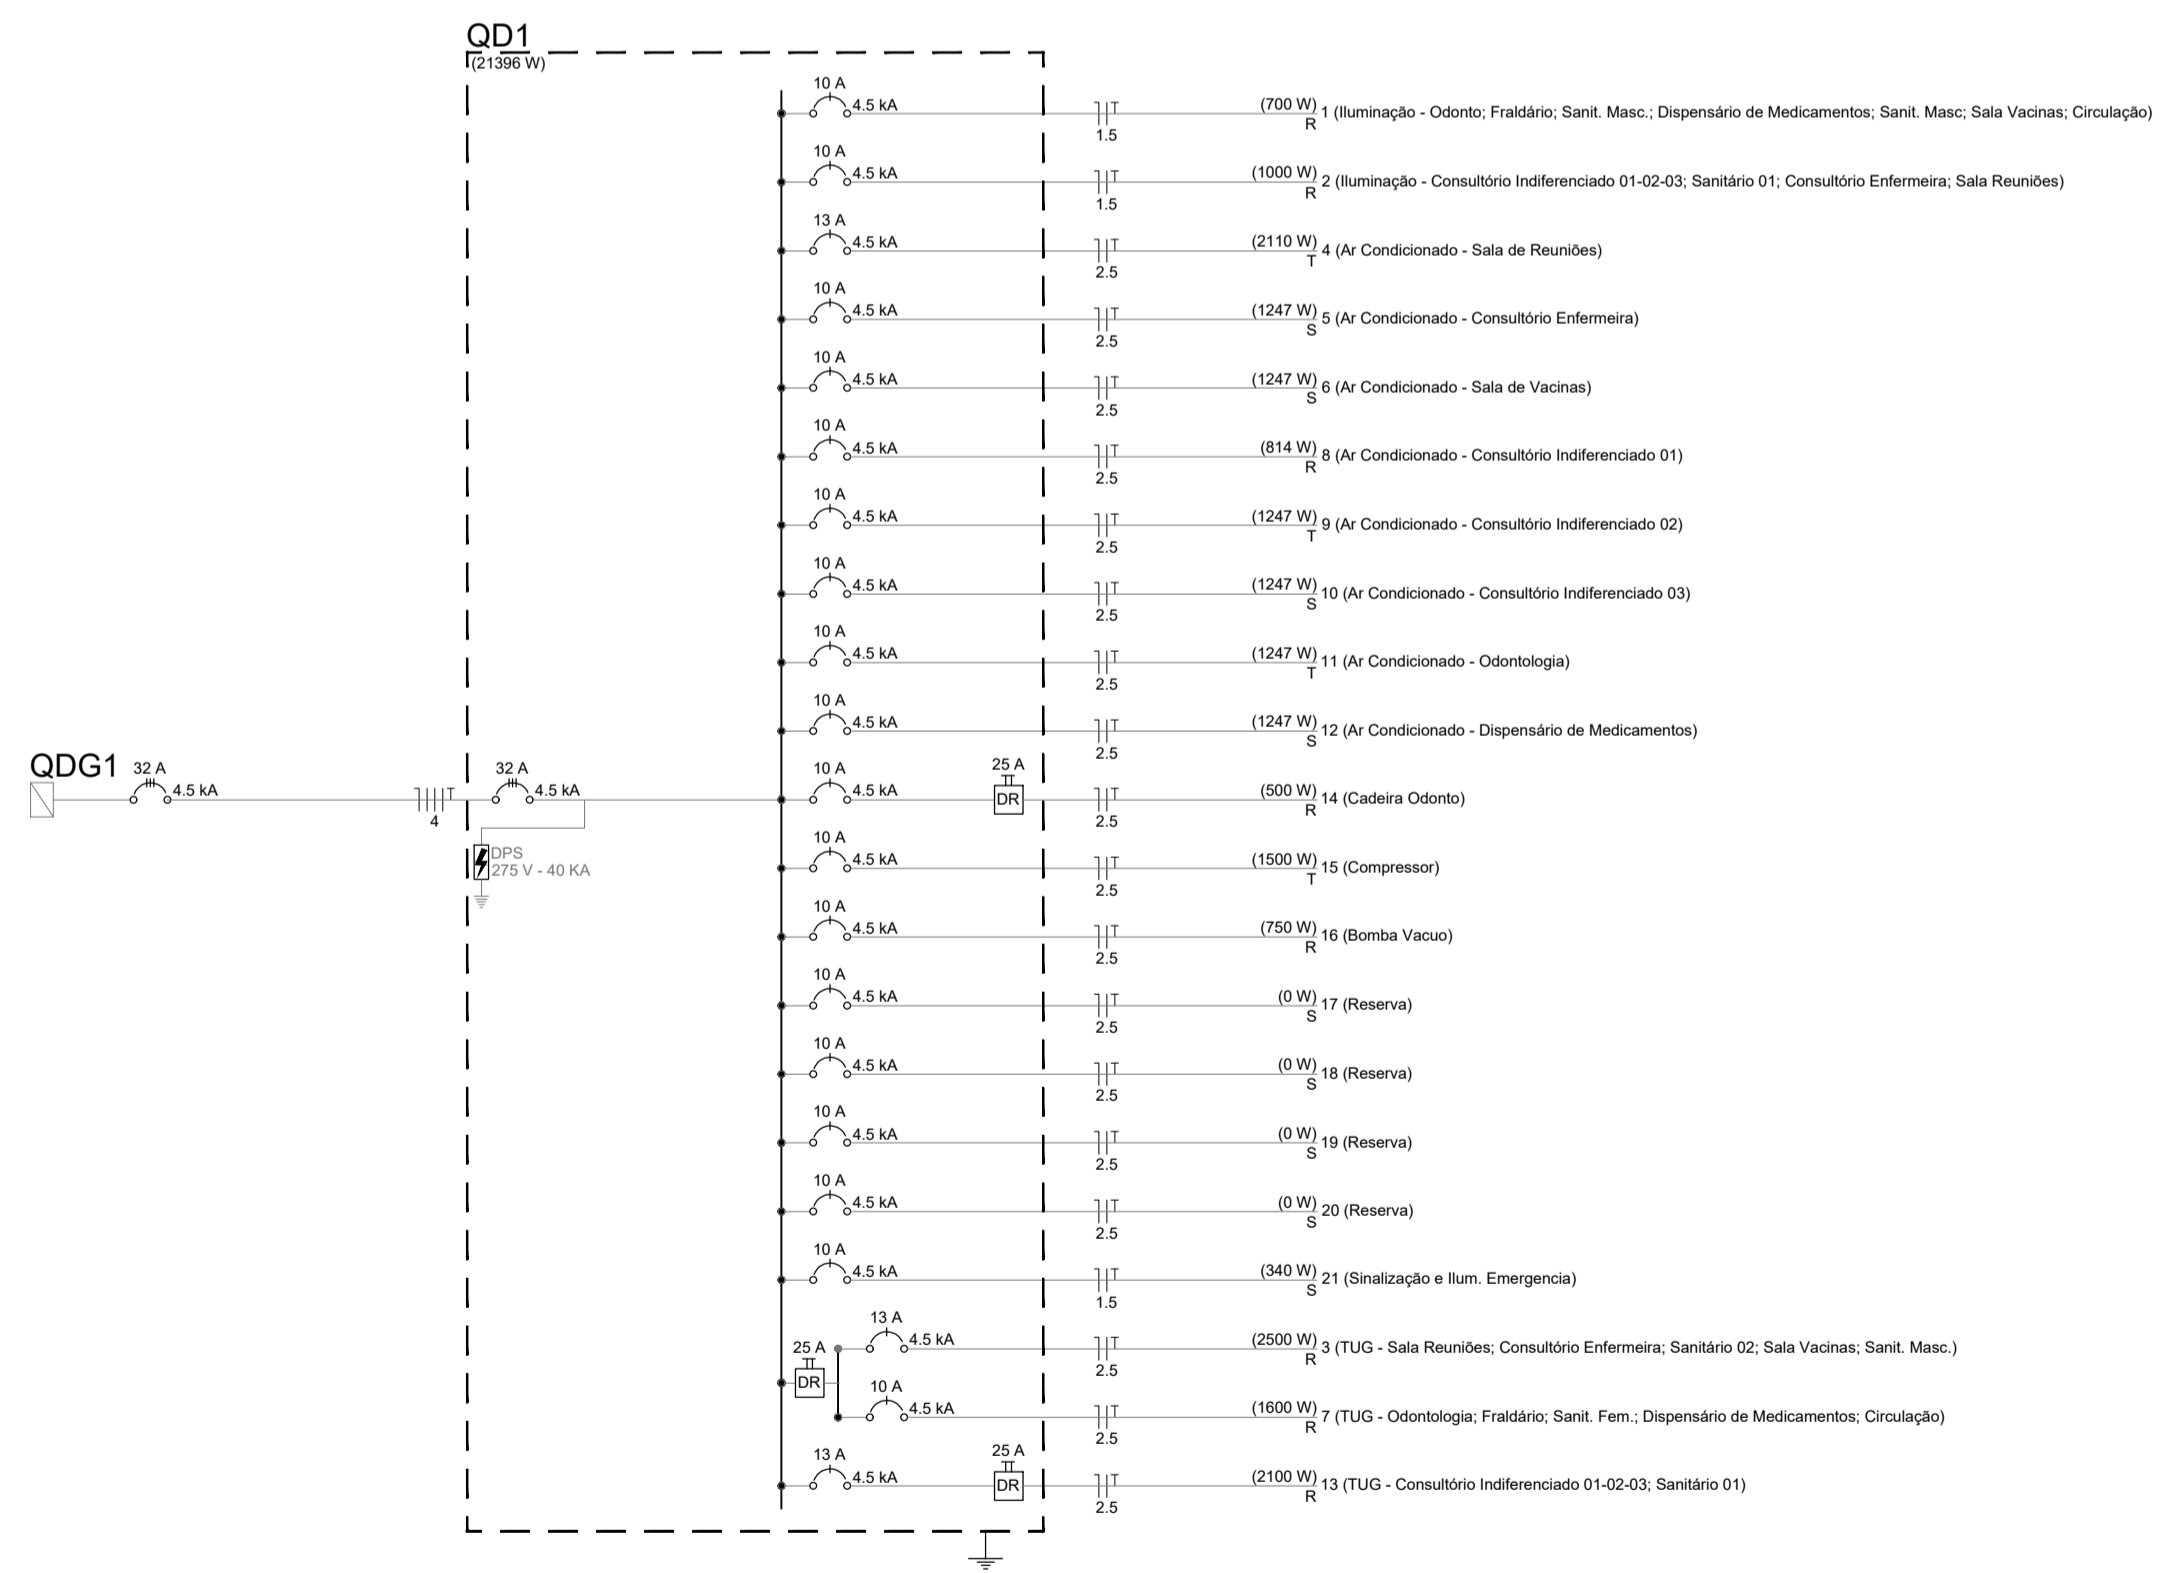 QD1
(21396 W)
10 A
4.5 kA
1.5
(700 W)
R
1 (Iluminação - Odonto; Fraldário; Sanit. Masc.; Dispensário de Medicamentos; Sanit. Masc; Sala Vacinas; Circulação)
10 A
4.5 kA
1.5
(1000 W)
R
2 (Iluminação - Consultório Indiferenciado 01-02-03; Sanitário 01; Consultório Enfermeira; Sala Reuniões)
13 A
4.5 kA
2.5
(2110 W)
T
4 (Ar Condicionado - Sala de Reuniões)
10 A
4.5 kA
2.5
(1247 W)
S
5 (Ar Condicionado - Consultório Enfermeira)
10 A
4.5 kA
2.5
(1247 W)
S
6 (Ar Condicionado - Sala de Vacinas)
10 A
4.5 kA
2.5
(814 W)
R
8 (Ar Condicionado - Consultório Indiferenciado 01)
10 A
4.5 kA
2.5
(1247 W)
T
9 (Ar Condicionado - Consultório Indiferenciado 02)
10 A
4.5 kA
2.5
(1247 W)
S
10 (Ar Condicionado - Consultório Indiferenciado 03)
10 A
4.5 kA
2.5
(1247 W)
T
11 (Ar Condicionado - Odontologia)
10 A
4.5 kA
2.5
(1247 W)
S
12 (Ar Condicionado - Dispensário de Medicamentos)
QDG1
32 A
4.5 kA
4
32 A
4.5 kA
DPS
275 V - 40 KA
10 A
4.5 kA
25 A
DR
2.5
(500 W)
R
14 (Cadeira Odonto)
10 A
4.5 kA
2.5
(1500 W)
T
15 (Compressor)
10 A
4.5 kA
2.5
(750 W)
R
16 (Bomba Vacuo)
10 A
4.5 kA
2.5
(0 W)
S
17 (Reserva)
10 A
4.5 kA
2.5
(0 W)
S
18 (Reserva)
10 A
4.5 kA
2.5
(0 W)
S
19 (Reserva)
10 A
4.5 kA
2.5
(0 W)
S
20 (Reserva)
10 A
4.5 kA
1.5
(340 W)
S
21 (Sinalização e Ilum. Emergencia)
25 A
DR
13 A
4.5 kA
2.5
(2500 W)
R
3 (TUG - Sala Reuniões; Consultório Enfermeira; Sanitário 02; Sala Vacinas; Sanit. Masc.)
10 A
4.5 kA
2.5
(1600 W)
R
7 (TUG - Odontologia; Fraldário; Sanit. Fem.; Dispensário de Medicamentos; Circulação)
13 A
4.5 kA
25 A
DR
2.5
(2100 W)
R
13 (TUG - Consultório Indiferenciado 01-02-03; Sanitário 01)